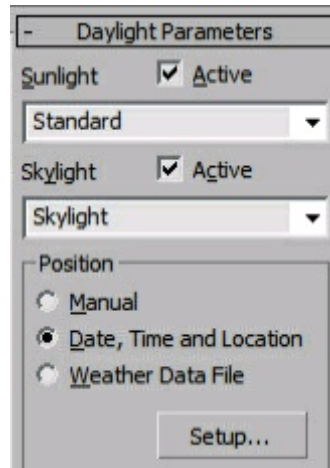 - Daylight Parameters
Sunlight Active
Standard
Skylight Active
Skylight
Position
Manual
Date, Time and Location
Weather Data File
Setup...